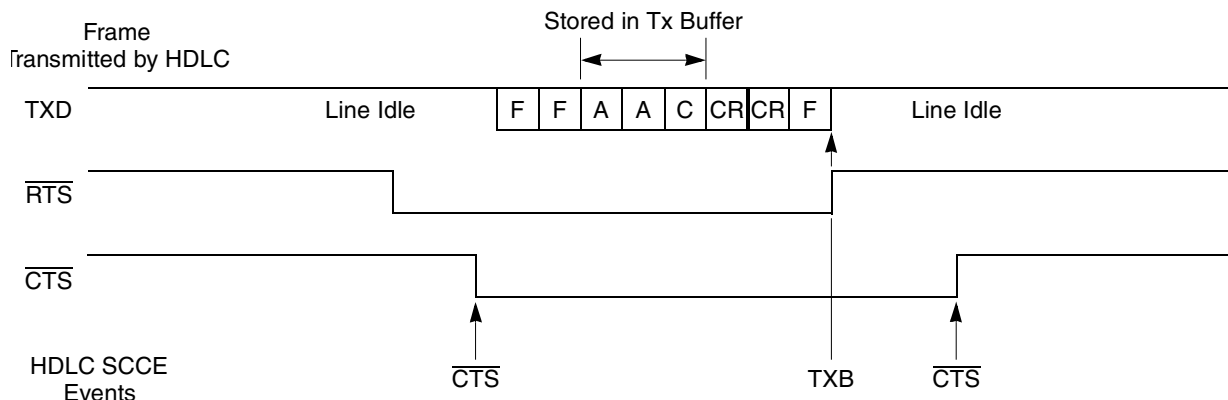 Frame
Transmitted by HDLC
Stored in Tx Buffer
TXD
Line Idle
F F A A C CR CR F
Line Idle
RTS
CTS
HDLC SCCE
Events
CTS
TXB
CTS